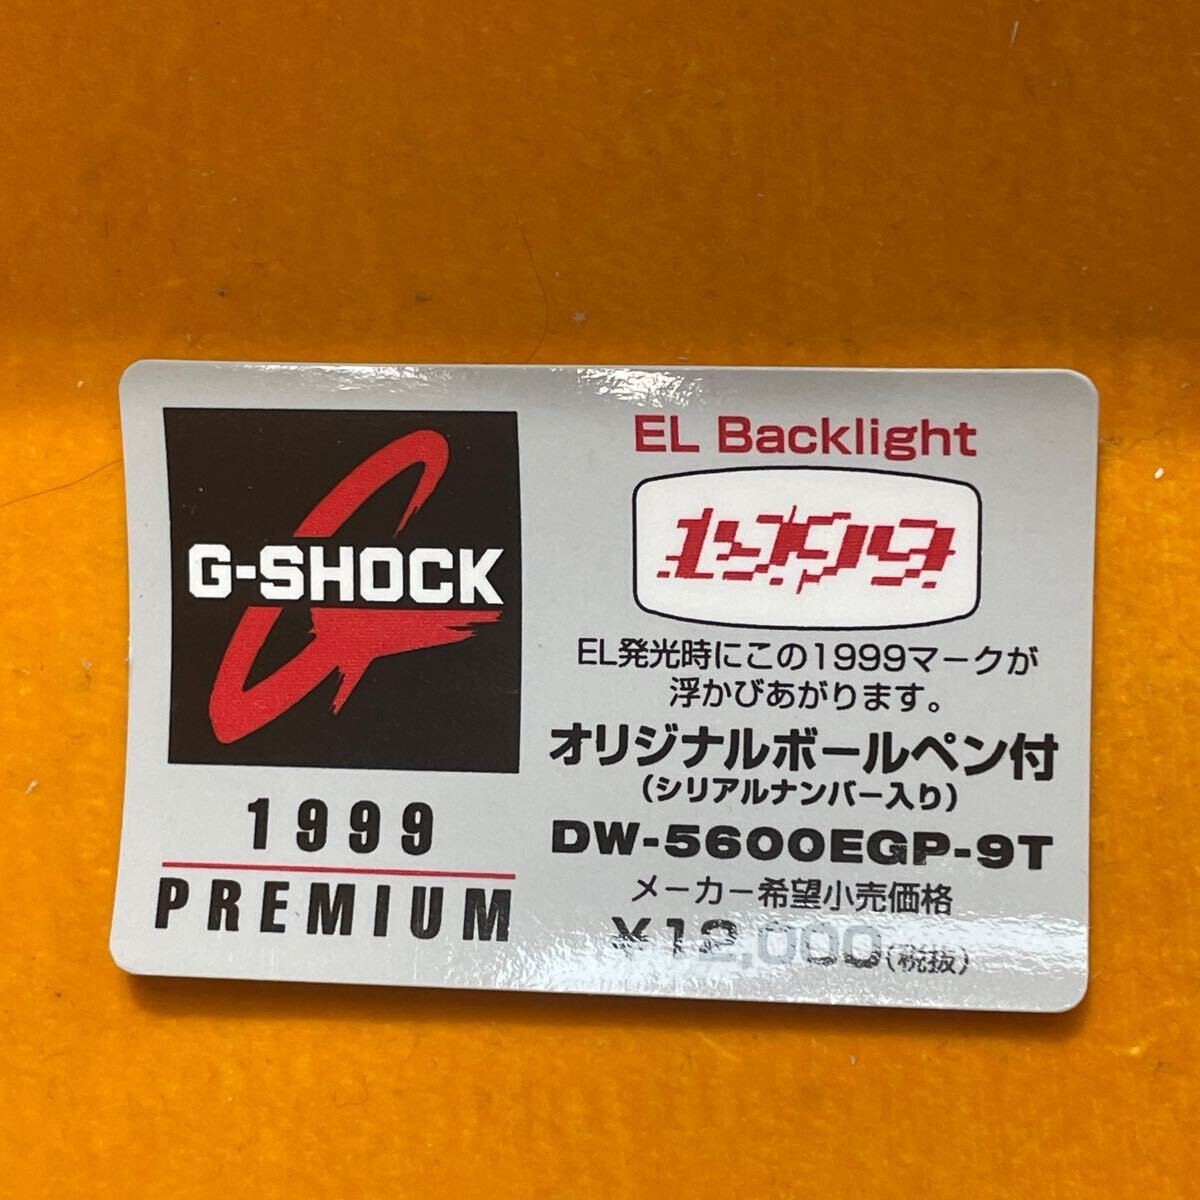 G-SHOCK
1999
PREMIUM
EL Backlight
1999
EL発光時にこの1999マークが
浮かびあがります。
オリジナルボールペン付
(シリアルナンバー入り)
DW-5600EGP-9T
メーカー希望小売価格
¥12,000(税抜)